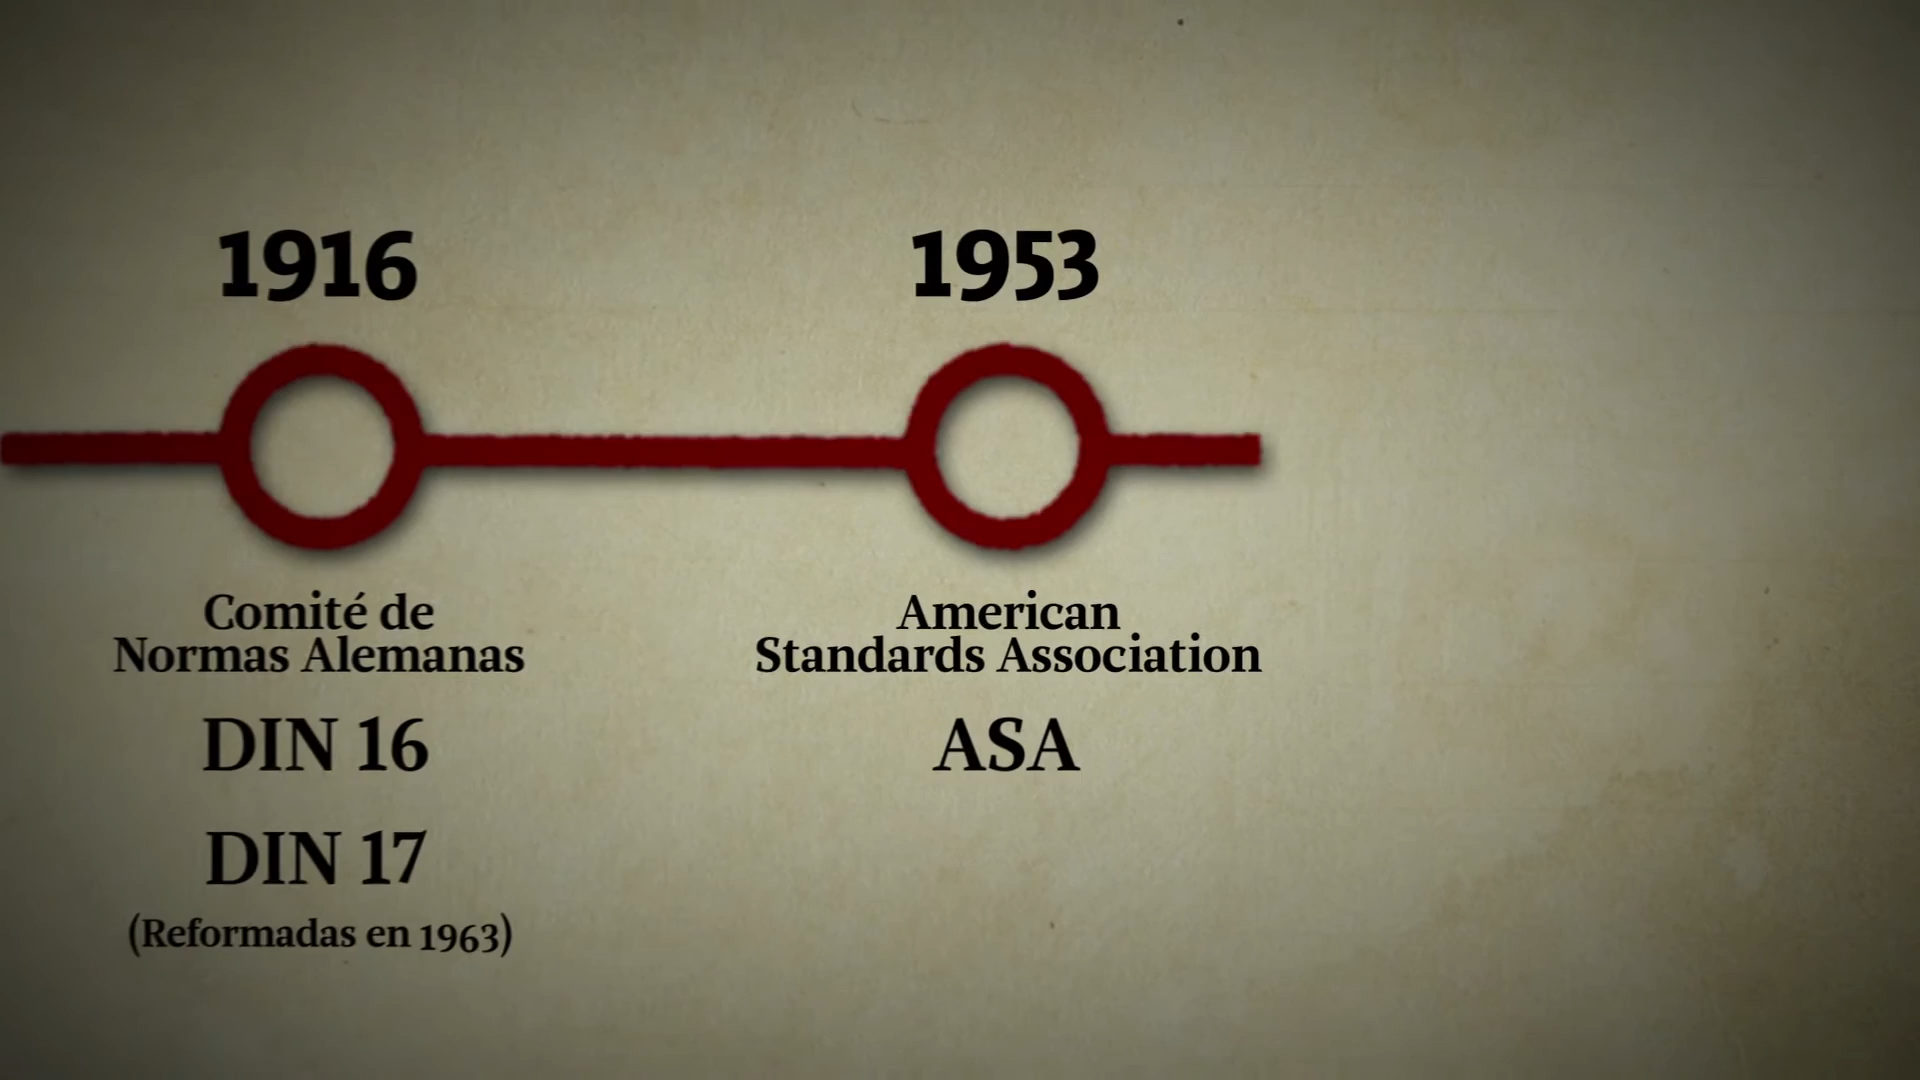 1916
Comité de
Normas Alemanas
DIN 16
DIN 17
(Reformadas en 1963)
1953
American
Standards Association
ASA